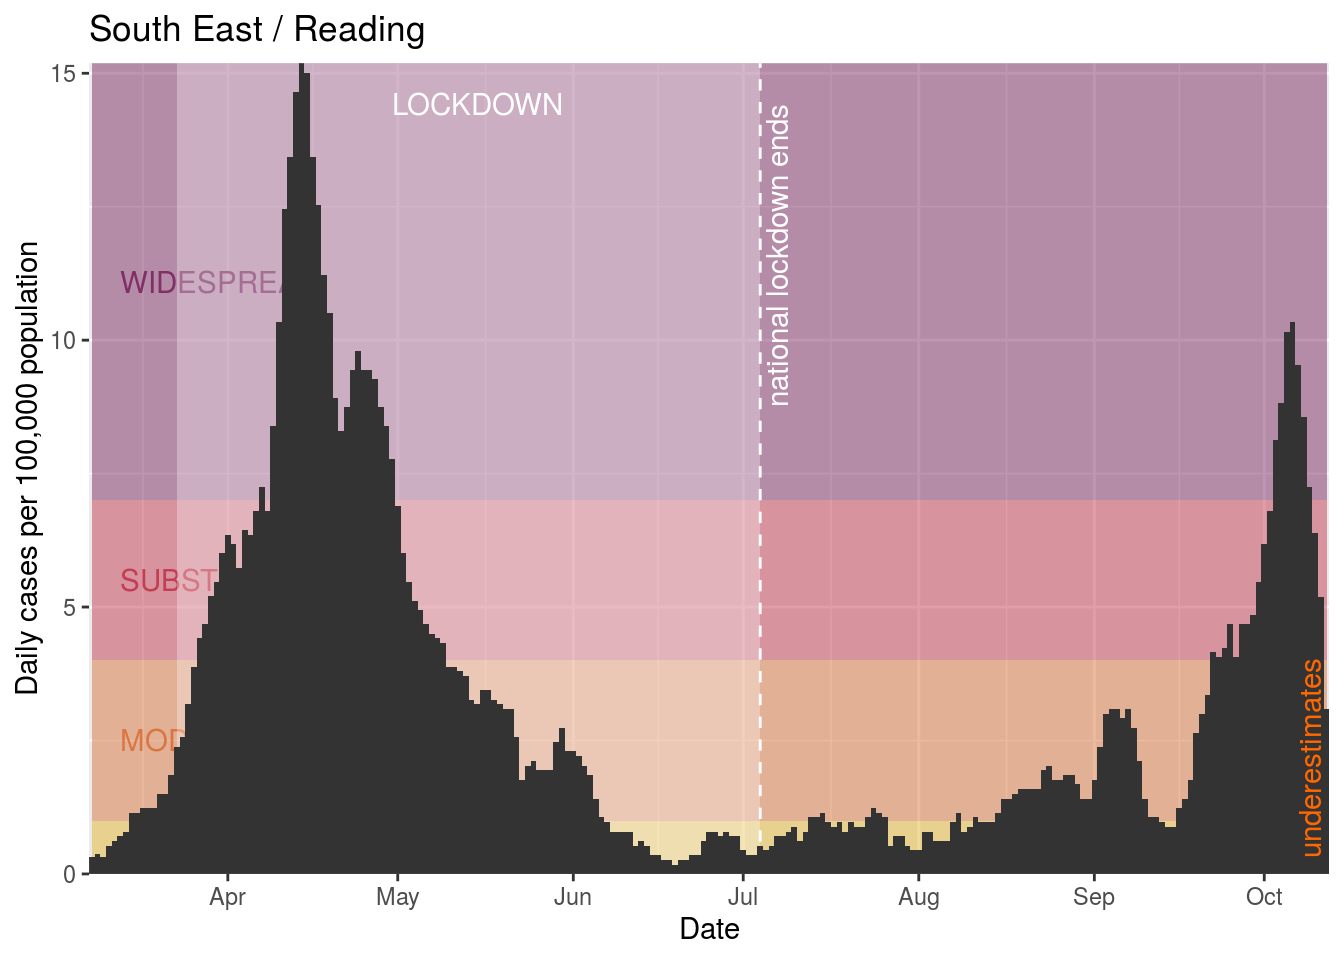 South East / Reading
15
10
5
0
Daily cases per 100,000 population
LOCKDOWN
national lockdown ends
WIDESPREA
SUBST
MOD
underestimates
Apr
May
Jun
Jul
Aug
Sep
Oct
Date